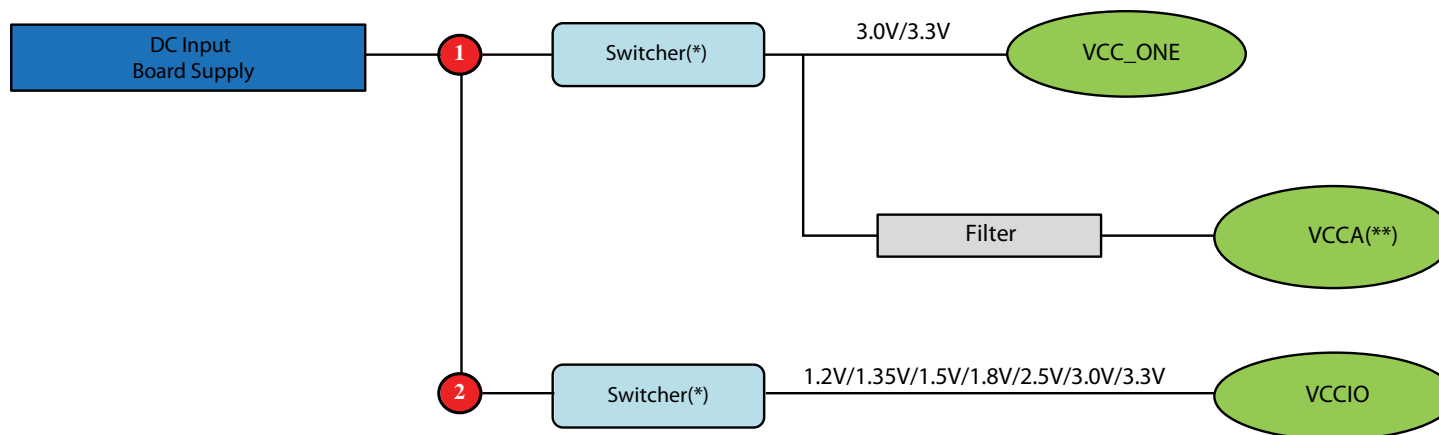 DC Input
Board Supply
1
Switcher(*)
3.0V/3.3V
VCC_ONE
Filter
VCCA(**)
2
Switcher(*)
1.2V/1.35V/1.5V/1.8V/2.5V/3.0V/3.3V
VCCIO